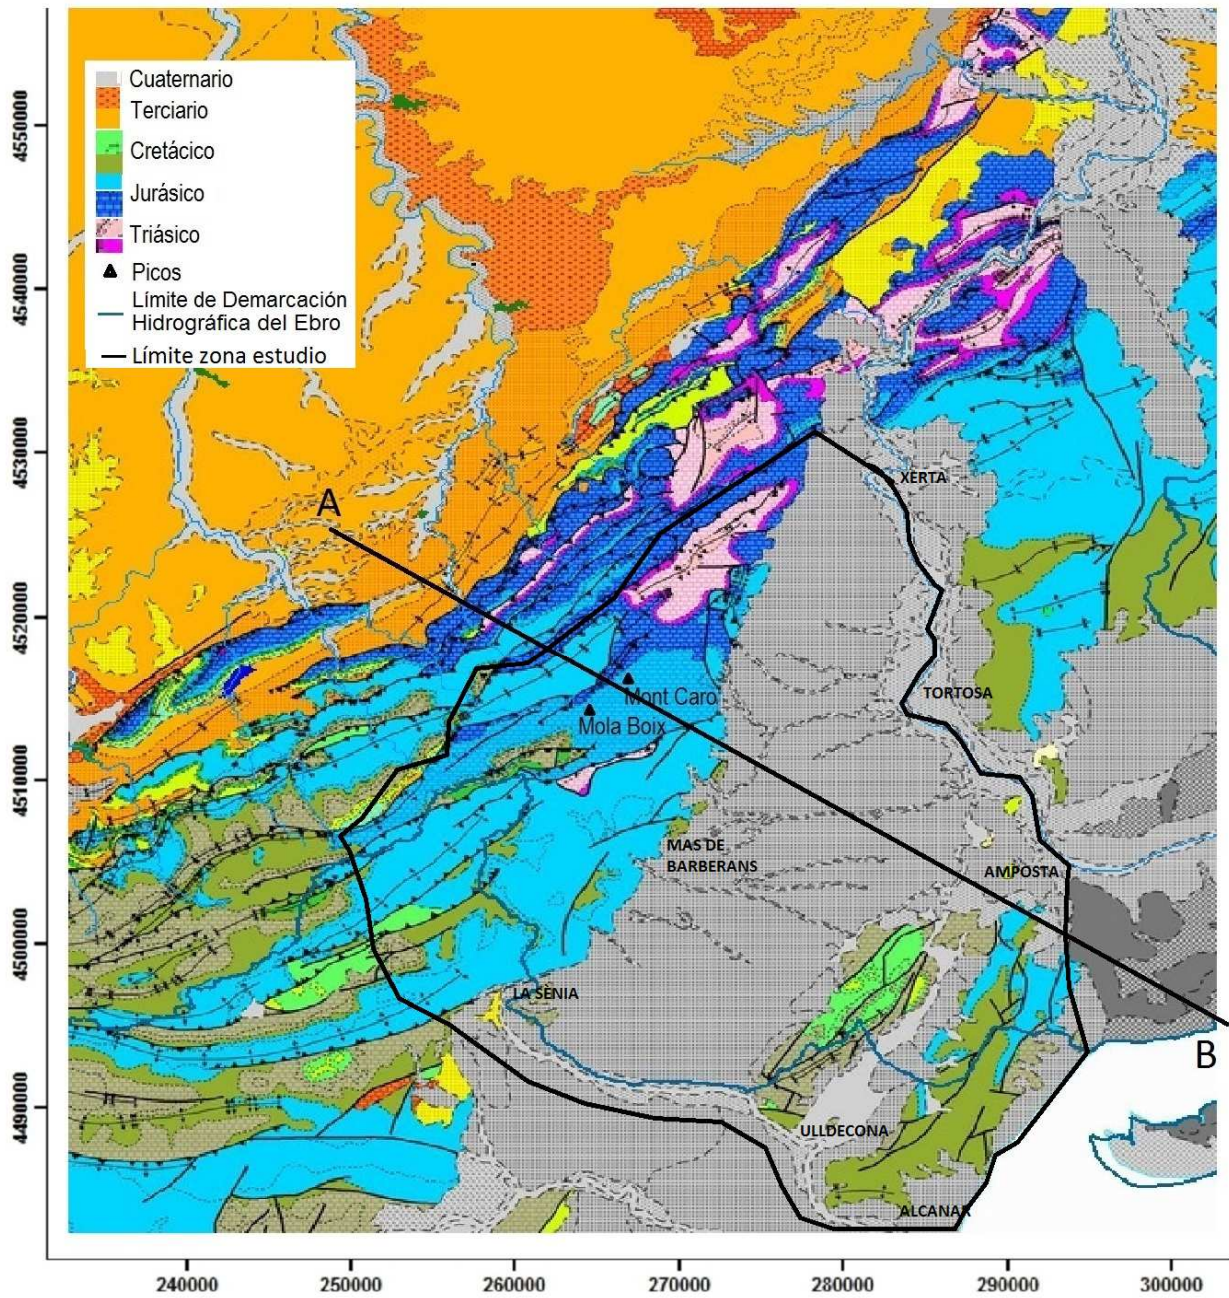 Cuaternario
Terciario
Cretácico
Jurásico
Triásico
Picos
Límite de Demarcación
Hidrográfica del Ebro
Límite zona estudio
4550000
4540000
4530000
4520000
4510000
4500000
4490000
A
XERTA
TORTOSA
Mont Caro
Mola Boix
MAS DE
BARBERANS
AMPOSTA
LA SÈNIA
B
ULLDECONA
ALCANAR
240000
250000
260000
270000
280000
290000
300000